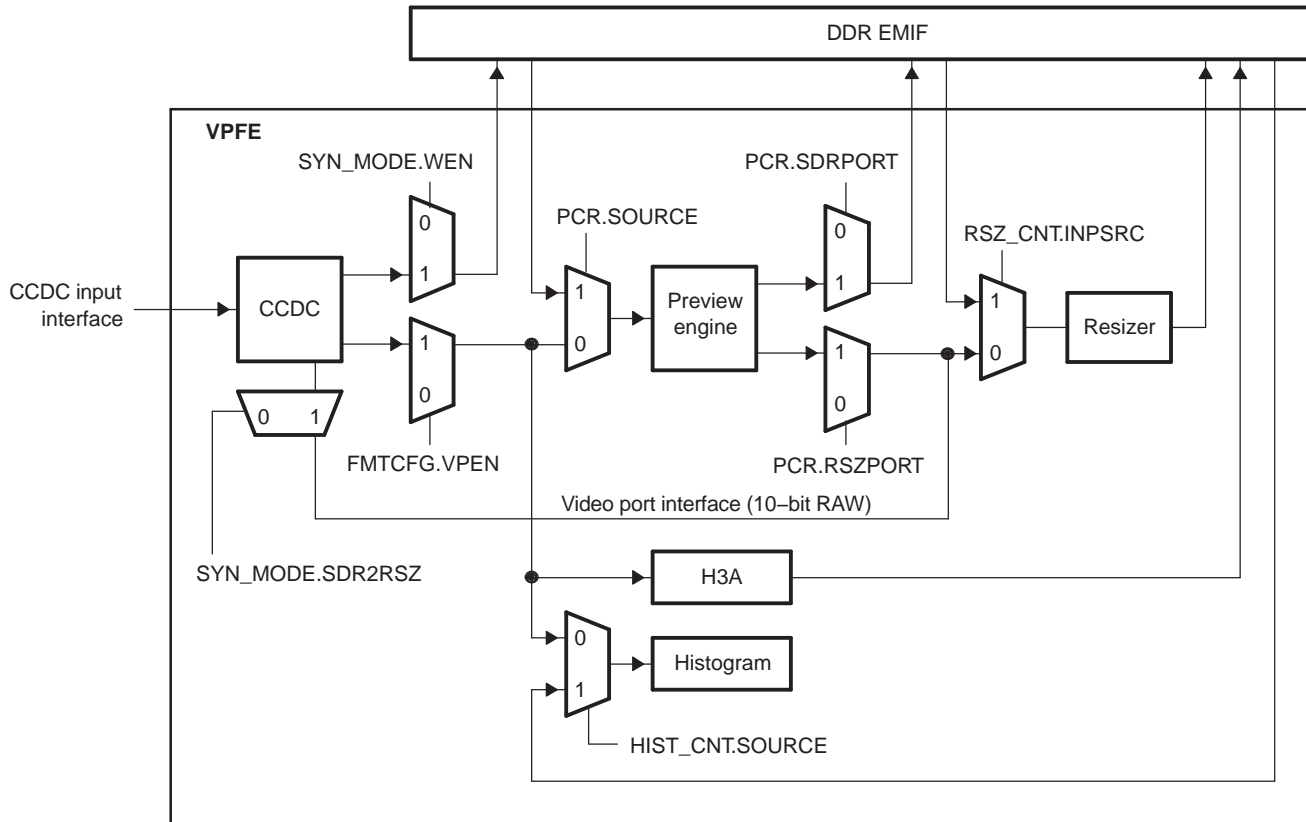 DDR EMIF
VPFE
SYN_MODE.WEN
PCR.SDRPORT
PCR.SOURCE
RSZ_CNT.INPSRC
0
0
CCDC input
interface
CCDC
1
1
Preview
engine
1
1
Resizer
1
0
1
0
0
1
0
0
FMTCFG.VPEN
PCR.RSZPORT
Video port interface (10–bit RAW)
SYN_MODE.SDR2RSZ
H3A
0
Histogram
1
HIST_CNT.SOURCE